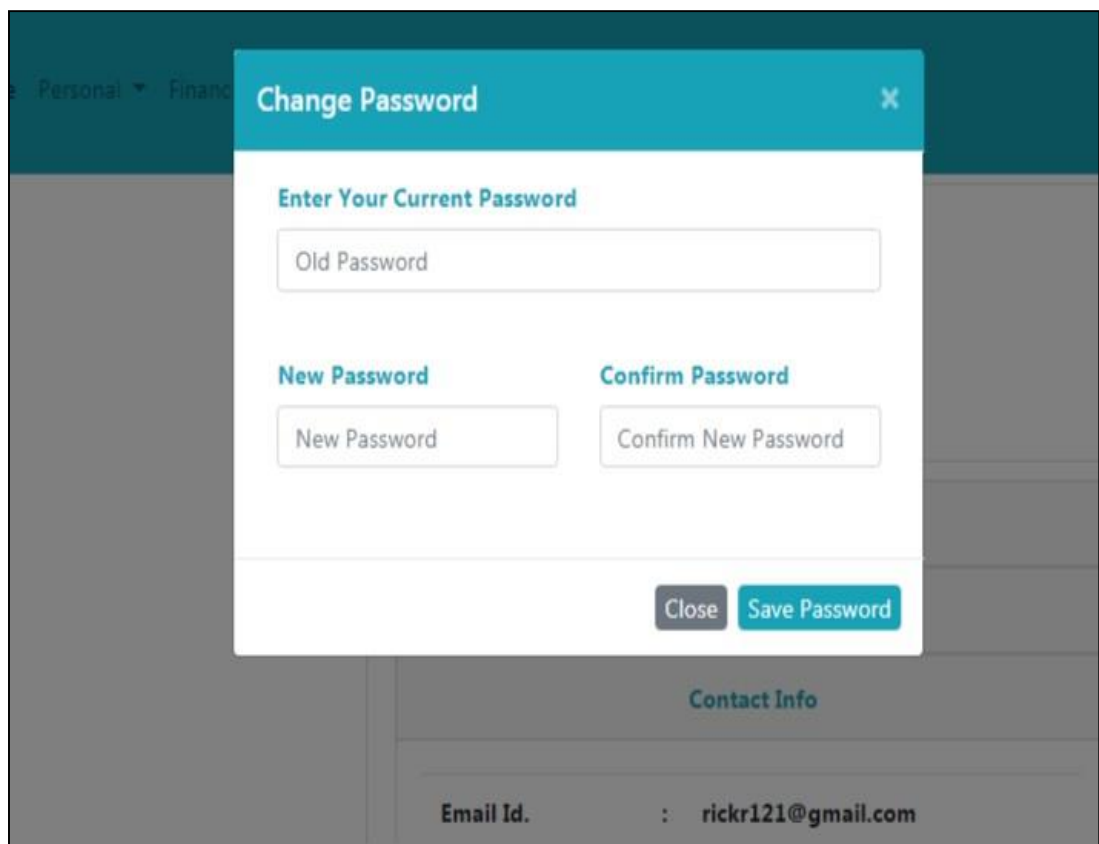 e Personal Financ
Change Password ×
Enter Your Current Password
Old Password
New Password Confirm Password
New Password Confirm New Password
Close Save Password
Contact Info
Email Id. : rickr121@gmail.com